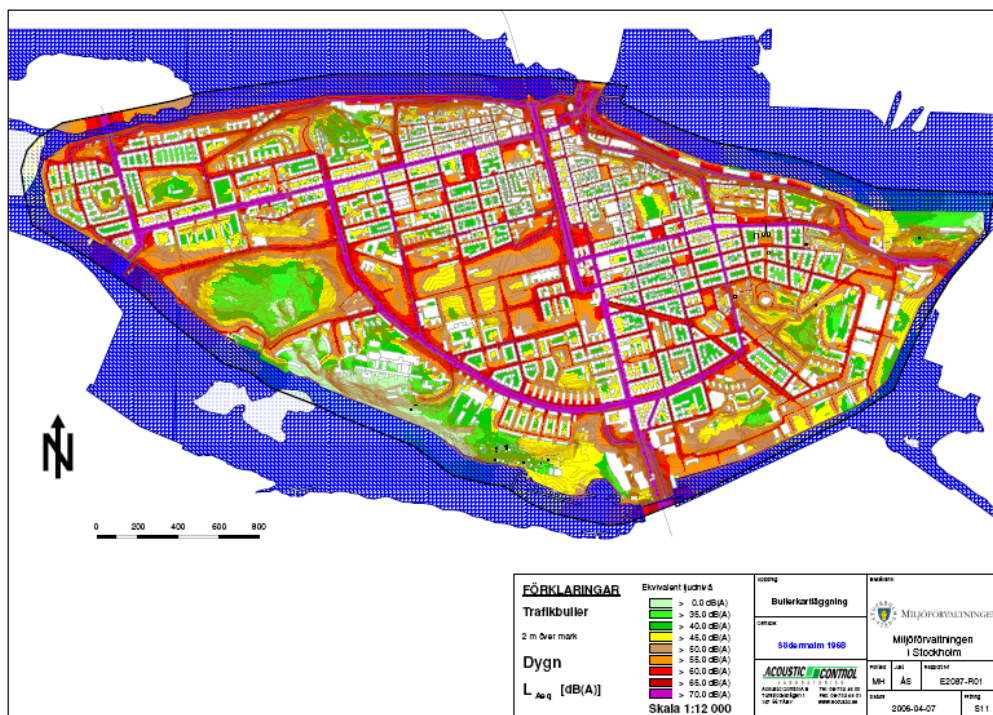 N
0 200 400 600 800
FÖRKLARINGAR
Trafikbuller
2 m över mark
Dygn
L Aeq [dB(A)]
Ekvivalent ljudnivå
> 0.0 dB(A)
> 35.0 dB(A)
> 40.0 dB(A)
> 45.0 dB(A)
> 50.0 dB(A)
> 55.0 dB(A)
> 60.0 dB(A)
> 65.0 dB(A)
> 70.0 dB(A)
Skala 1:12 000
Bullerkartläggning
Södermalm 1968
ACOUSTIC CONTROL
LABORATORIES
MILJÖFÖRVALTNINGEN
Miljöförvaltningen
i Stockholm
MH ÅS E2087-R01
2006-04-07 S11